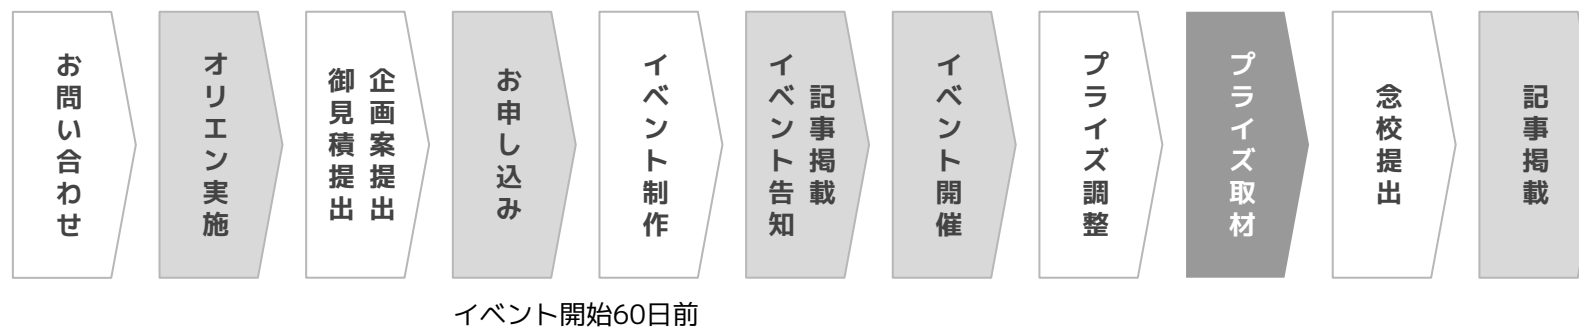 お問い合わせ
オリエン実施
企画案提出
御見積提出
お申し込み
イベント制作
記事掲載
イベント告知
イベント開催
プライズ調整
プライズ取材
念校提出
記事掲載
イベント開始60日前